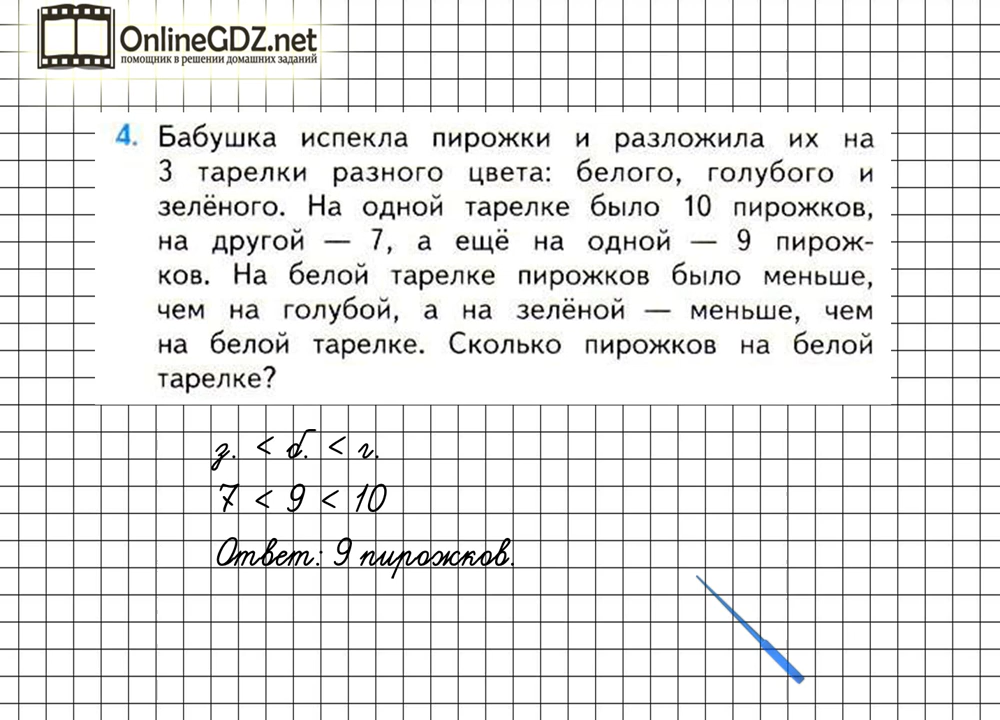 OnlineGDZ.net
помощник в решении домашних заданий
4. Бабушка испекла пирожки и разложила их на
3 тарелки разного цвета: белого, голубого и
зелёного. На одной тарелке было 10 пирожков,
на другой — 7, а ещё на одной — 9 пирож-
ков. На белой тарелке пирожков было меньше,
чем на голубой, а на зелёной — меньше, чем
на белой тарелке. Сколько пирожков на белой
тарелке?
з. < б. < г.
7 < 9 < 10
Ответ: 9 пирожков.